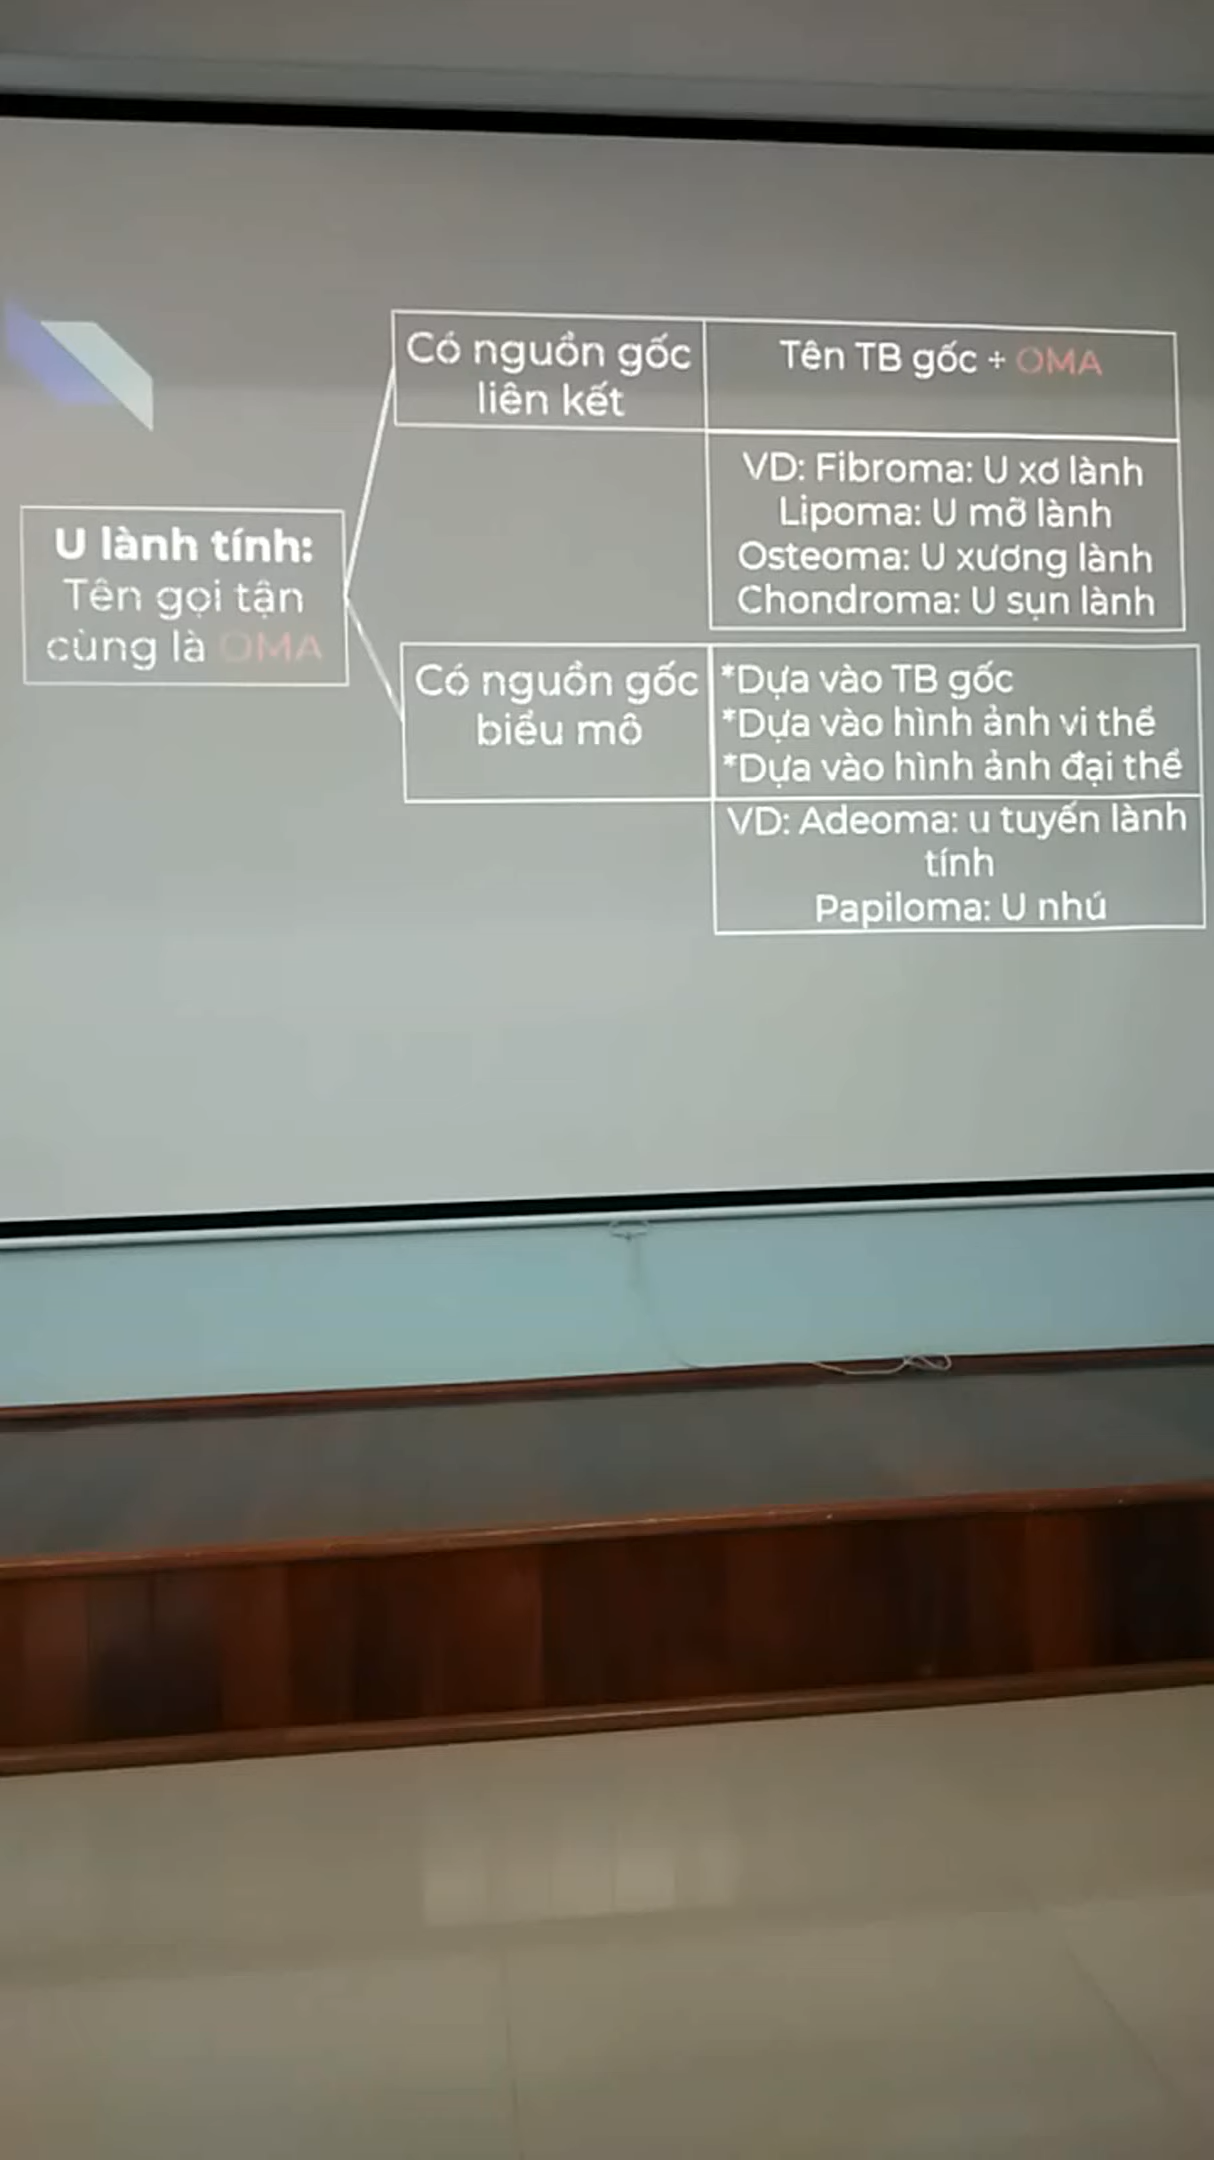 U lành tính:
Tên gọi tận
cùng là OMA
Có nguồn gốc
liên kết
Tên TB gốc + OMA
VD: Fibroma: U xơ lành
Lipoma: U mỡ lành
Osteoma: U xương lành
Chondroma: U sụn lành
Có nguồn gốc
biểu mô
*Dựa vào TB gốc
*Dựa vào hình ảnh vi thể
*Dựa vào hình ảnh đại thể
VD: Adeoma: u tuyến lành
tính
Papiloma: U nhú